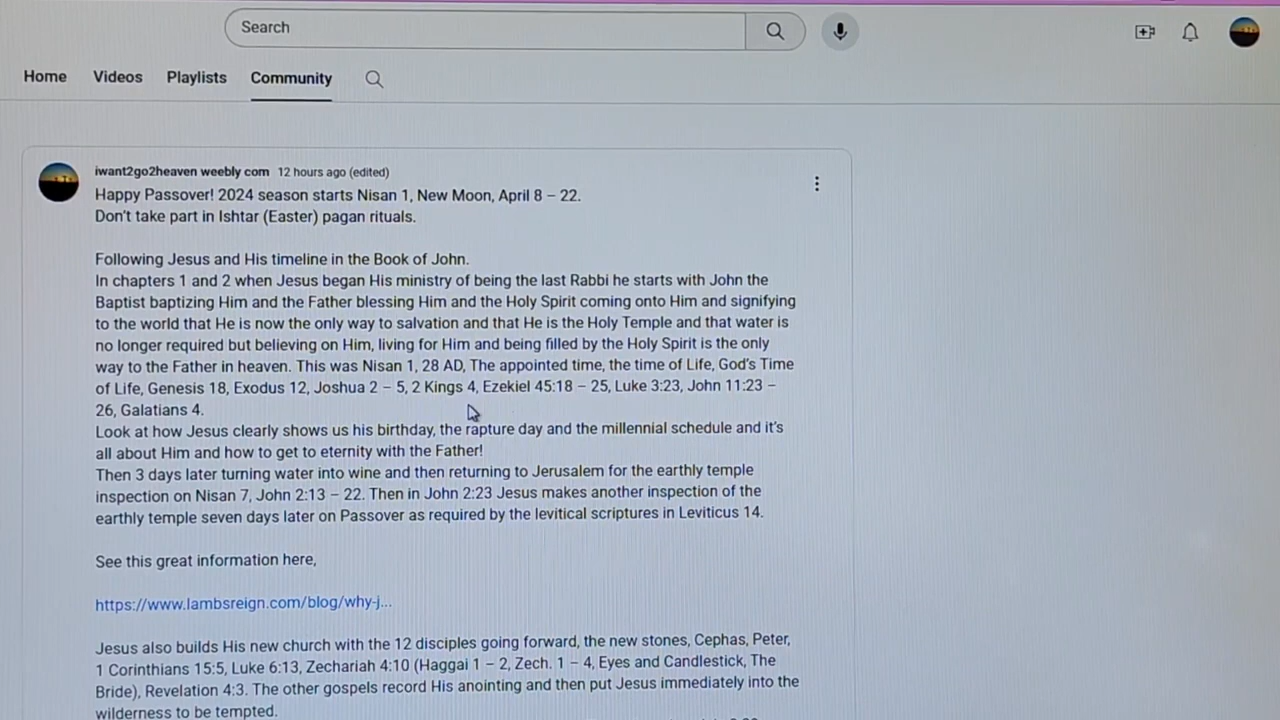 Search
Home Videos Playlists Community
iwant2go2heaven weebly com 12 hours ago (edited)
Happy Passover! 2024 season starts Nisan 1, New Moon, April 8 – 22.
Don't take part in Ishtar (Easter) pagan rituals.
Following Jesus and His timeline in the Book of John.
In chapters 1 and 2 when Jesus began His ministry of being the last Rabbi he starts with John the
Baptist baptizing Him and the Father blessing Him and the Holy Spirit coming onto Him and signifying
to the world that He is now the only way to salvation and that He is the Holy Temple and that water is
no longer required but believing on Him, living for Him and being filled by the Holy Spirit is the only
way to the Father in heaven. This was Nisan 1, 28 AD, The appointed time, the time of Life, God's Time
of Life, Genesis 18, Exodus 12, Joshua 2 – 5, 2 Kings 4, Ezekiel 45:18 – 25, Luke 3:23, John 11:23 –
26, Galatians 4.
Look at how Jesus clearly shows us his birthday, the rapture day and the millennial schedule and it's
all about Him and how to get to eternity with the Father!
Then 3 days later turning water into wine and then returning to Jerusalem for the earthly temple
inspection on Nisan 7, John 2:13 – 22. Then in John 2:23 Jesus makes another inspection of the
earthly temple seven days later on Passover as required by the levitical scriptures in Leviticus 14.
See this great information here,
https://www.lambsreign.com/blog/why-j...
Jesus also builds His new church with the 12 disciples going forward, the new stones, Cephas, Peter,
1 Corinthians 15:5, Luke 6:13, Zechariah 4:10 (Haggai 1 – 2, Zech. 1 – 4, Eyes and Candlestick, The
Bride), Revelation 4:3. The other gospels record His anointing and then put Jesus immediately into the
wilderness to be tempted.